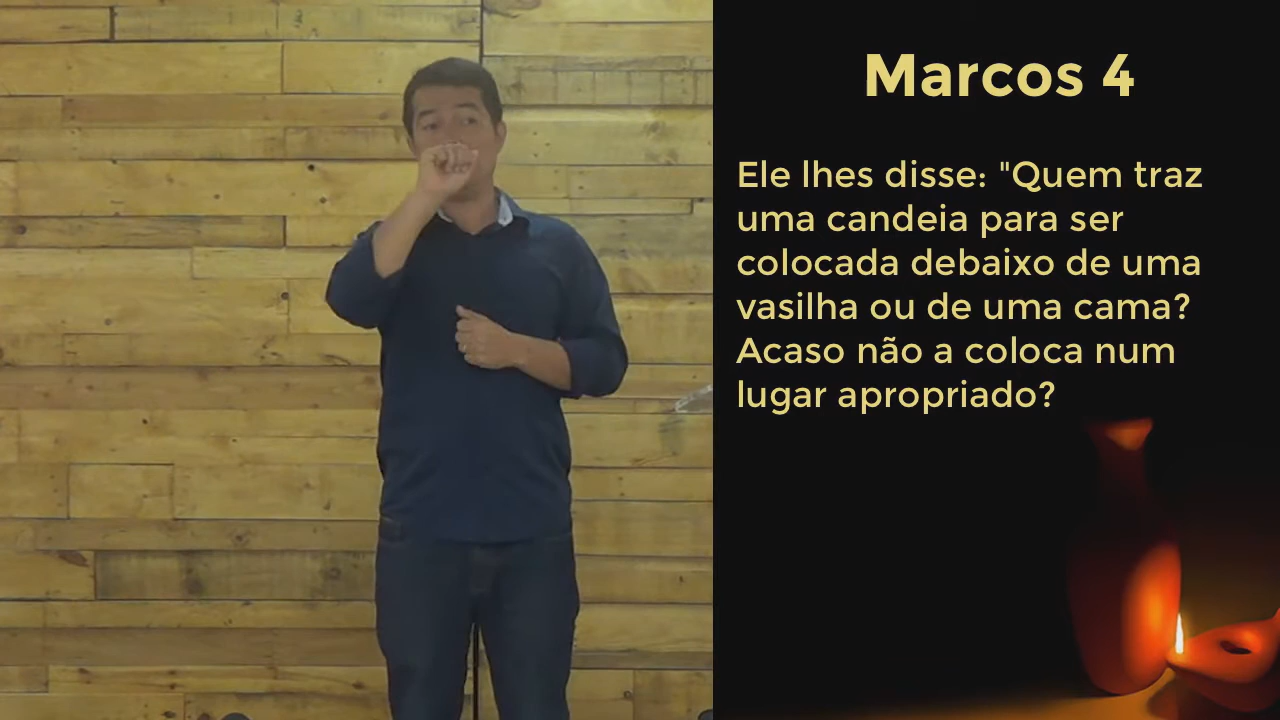 Marcos 4
Ele lhes disse: "Quem traz
uma candeia para ser
colocada debaixo de uma
vasilha ou de uma cama?
Acaso não a coloca num
lugar apropriado?